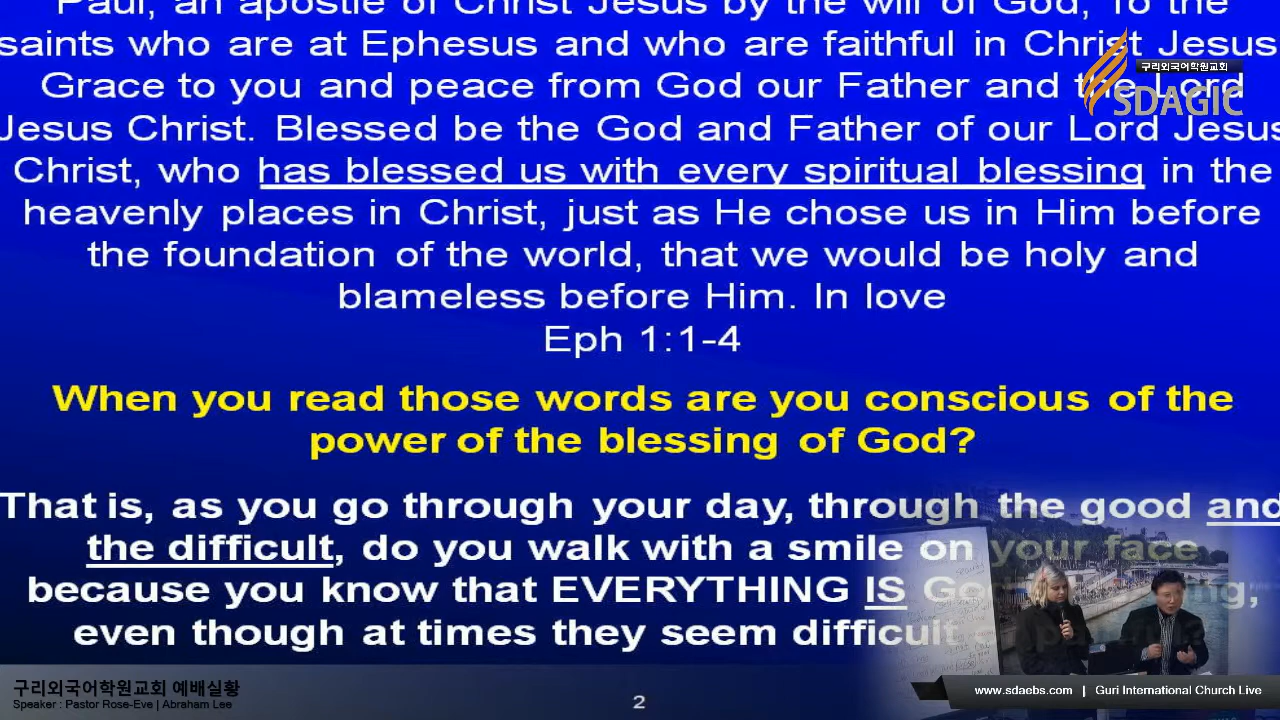 Paul, an apostle of Christ Jesus by the will of God, To the
saints who are at Ephesus and who are faithful in Christ Jesus
Grace to you and peace from God our Father and the Lord
Jesus Christ. Blessed be the God and Father of our Lord Jesus
Christ, who has blessed us with every spiritual blessing in the
heavenly places in Christ, just as He chose us in Him before
the foundation of the world, that we would be holy and
blameless before Him. In love
Eph 1:1-4
When you read those words are you conscious of the
power of the blessing of God?
That is, as you go through your day, through the good and
the difficult, do you walk with a smile on your face
because you know that EVERYTHING IS
even though at times they seem difficult
구리외국어학원교회
SDAGIC
구리외국어학원교회 예배실황
Speaker : Pastor Rose-Eve | Abraham Lee
2
www.sdaebs.com | Guri International Church Live